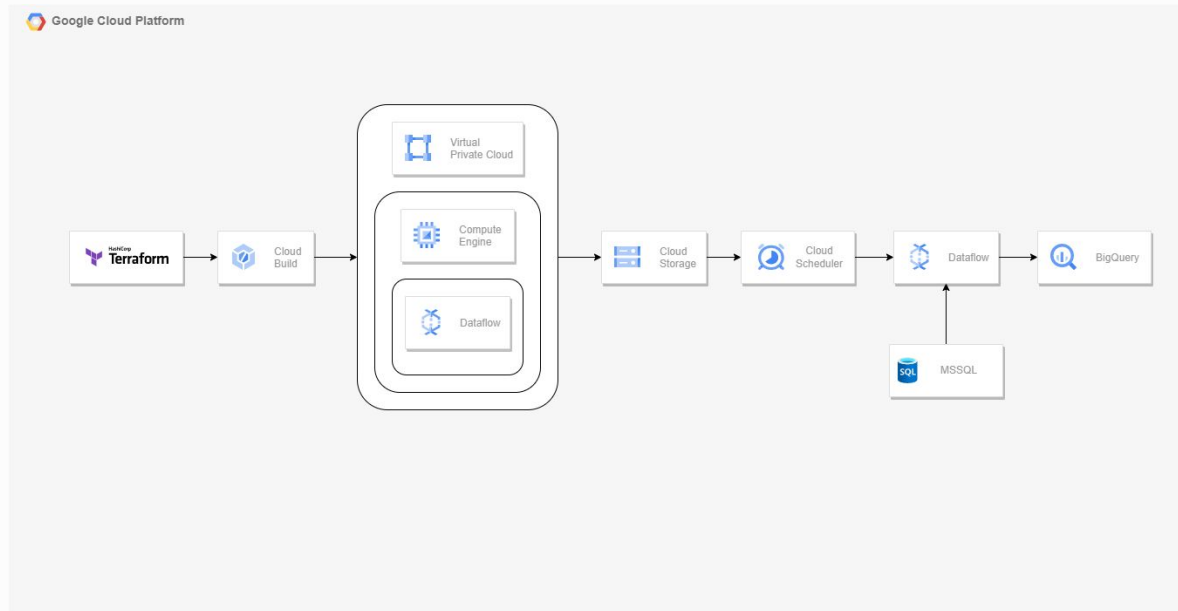 Google Cloud Platform
Virtual
Private Cloud
Compute
Engine
Dataflow
HashiCorp
Terraform
Cloud
Build
Cloud
Storage
Cloud
Scheduler
Dataflow
BigQuery
SQL
MSSQL